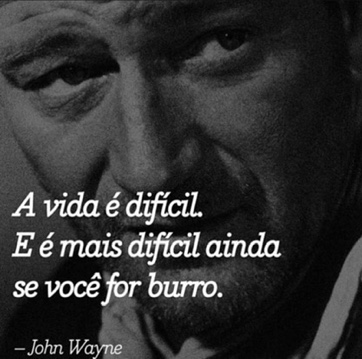 A vida é difícil.
E é mais difícil ainda
se você for burro.
– John Wayne